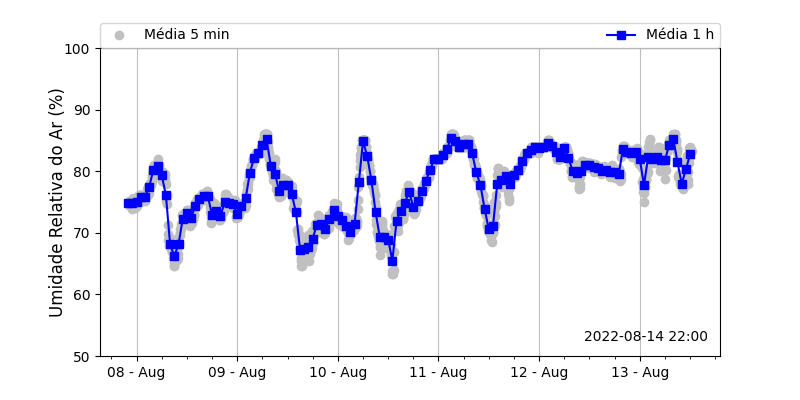 Média 5 min
Média 1 h
Umidade Relativa do Ar (%)
100
90
80
70
60
50
2022-08-14 22:00
08 - Aug
09 - Aug
10 - Aug
11 - Aug
12 - Aug
13 - Aug